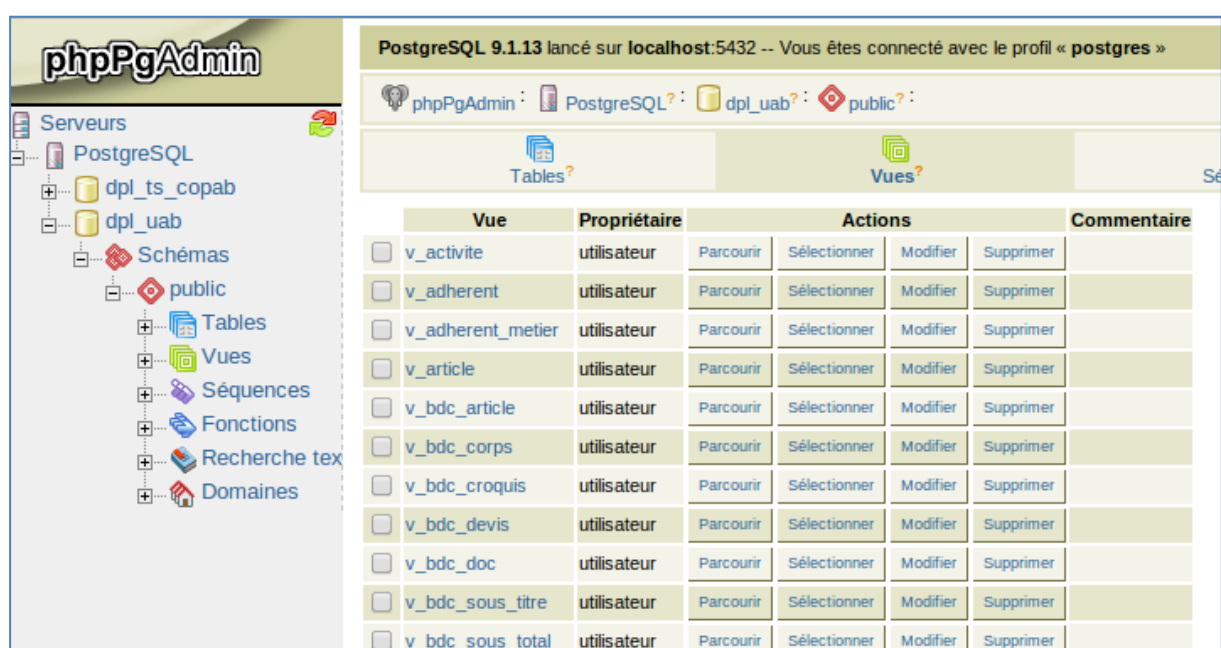 phpPgAdmin
Serveurs
PostgreSQL
dpl_ts_copab
dpl_uab
Schémas
public
Tables
Vues
Séquences
Fonctions
Recherche tex
Domaines
PostgreSQL 9.1.13 lancé sur localhost:5432 -- Vous êtes connecté avec le profil « postgres »
phpPgAdmin : PostgreSQL? : dpl_uab? : public? :
Tables? Vues? Sé
Vue Propriétaire Actions Commentaire
v_activite utilisateur Parcourir Sélectionner Modifier Supprimer
v_adherent utilisateur Parcourir Sélectionner Modifier Supprimer
v_adherent_metier utilisateur Parcourir Sélectionner Modifier Supprimer
v_article utilisateur Parcourir Sélectionner Modifier Supprimer
v_bdc_article utilisateur Parcourir Sélectionner Modifier Supprimer
v_bdc_corps utilisateur Parcourir Sélectionner Modifier Supprimer
v_bdc_croquis utilisateur Parcourir Sélectionner Modifier Supprimer
v_bdc_devis utilisateur Parcourir Sélectionner Modifier Supprimer
v_bdc_doc utilisateur Parcourir Sélectionner Modifier Supprimer
v_bdc_sous_titre utilisateur Parcourir Sélectionner Modifier Supprimer
v_bdc_sous_total utilisateur Parcourir Sélectionner Modifier Supprimer